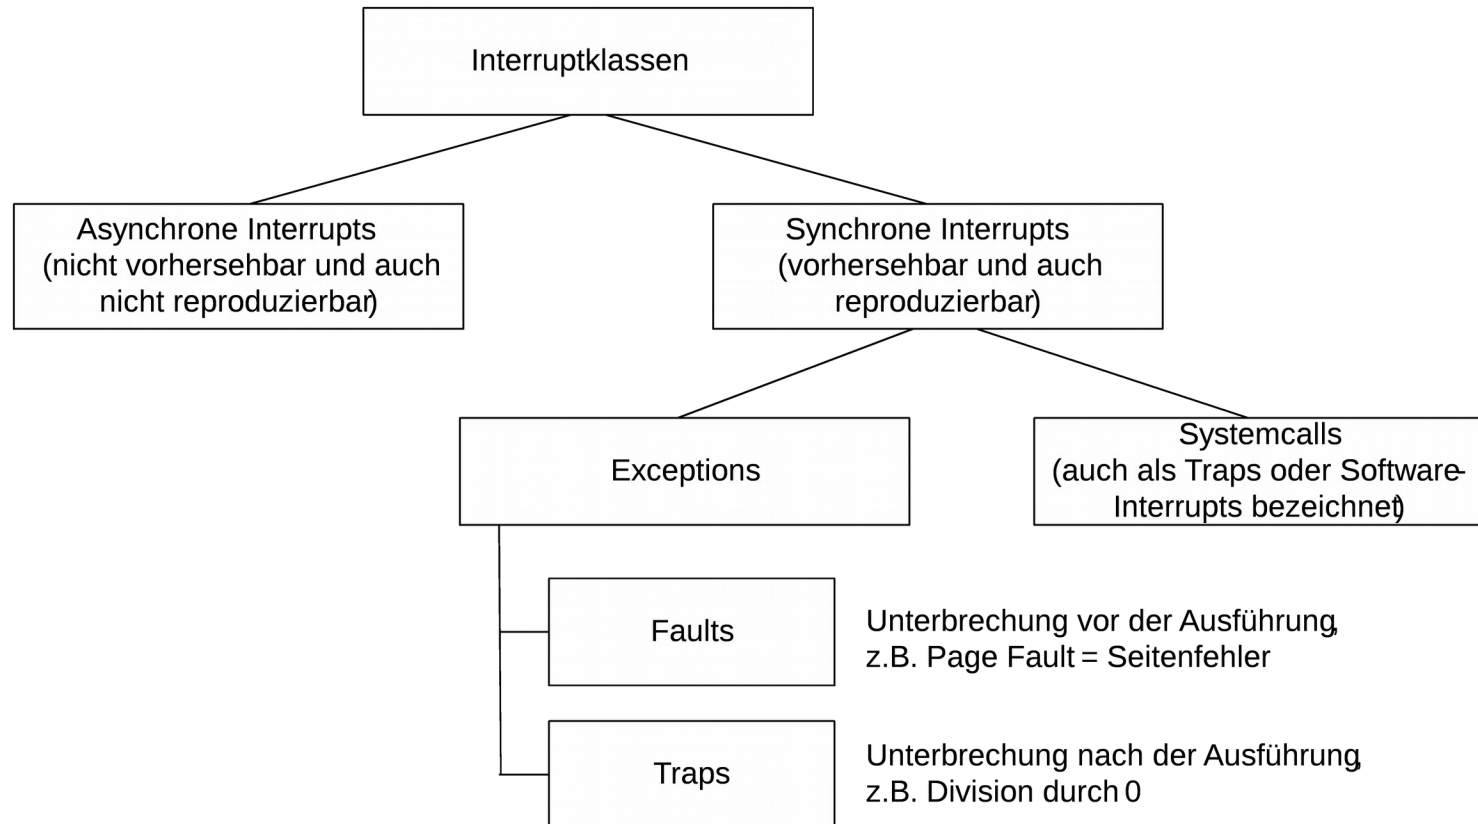 Interruptklassen
Asynchrone Interrupts
(nicht vorhersehbar und auch
nicht reproduzierbar)
Synchrone Interrupts
(vorhersehbar und auch
reproduzierbar)
Exceptions
Systemcalls
(auch als Traps oder Software-
Interrupts bezeichnet)
Faults
Unterbrechung vor der Ausführung,
z.B. Page Fault = Seitenfehler
Traps
Unterbrechung nach der Ausführung,
z.B. Division durch 0